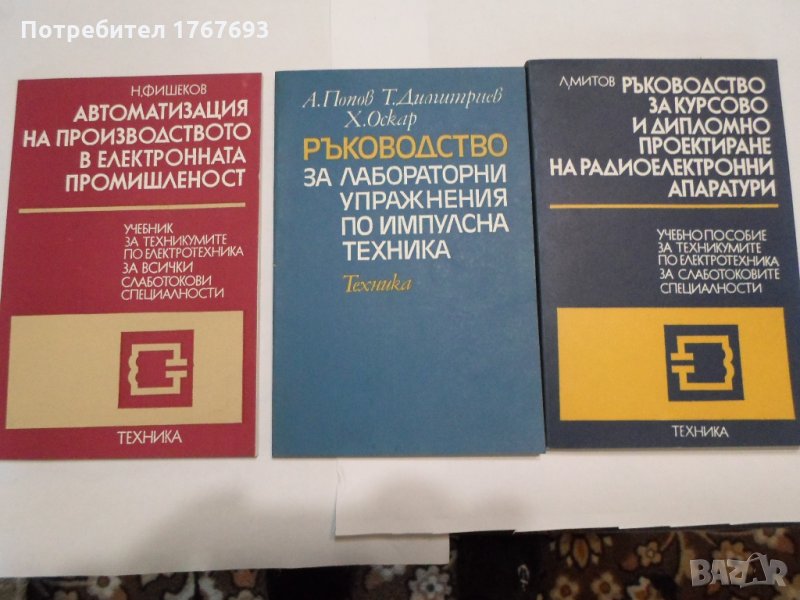 Потребител 1767693
Н.ФИШЕКОВ
АВТОМАТИЗАЦИЯ
НА ПРОИЗВОДСТВОТО
В ЕЛЕКТРОННАТА
ПРОМИШЛЕНОСТ
УЧЕБНИК
ЗА ТЕХНИКУМИТЕ
ПО ЕЛЕКТРОТЕХНИКА
ЗА ВСИЧКИ
СЛАБОТОКОВИ
СПЕЦИАЛНОСТИ
ТЕХНИКА
А. Попов Т. Димитриев
Х. Оскар
РЪКОВОДСТВО
ЗА ЛАБОРАТОРНИ
УПРАЖНЕНИЯ
ПО ИМПУЛСНА
ТЕХНИКА
Техника
Л.МИТОВ
РЪКОВОДСТВО
ЗА КУРСОВО
И ДИПЛОМНО
ПРОЕКТИРАНЕ
НА РАДИОЕЛЕКТРОННИ
АПАРАТУРИ
УЧЕБНО ПОСОБИЕ
ЗА ТЕХНИКУМИТЕ
ПО ЕЛЕКТРОТЕХНИКА
ЗА СЛАБОТОКОВИТЕ
СПЕЦИАЛНОСТИ
ТЕХНИКА
BAZAR